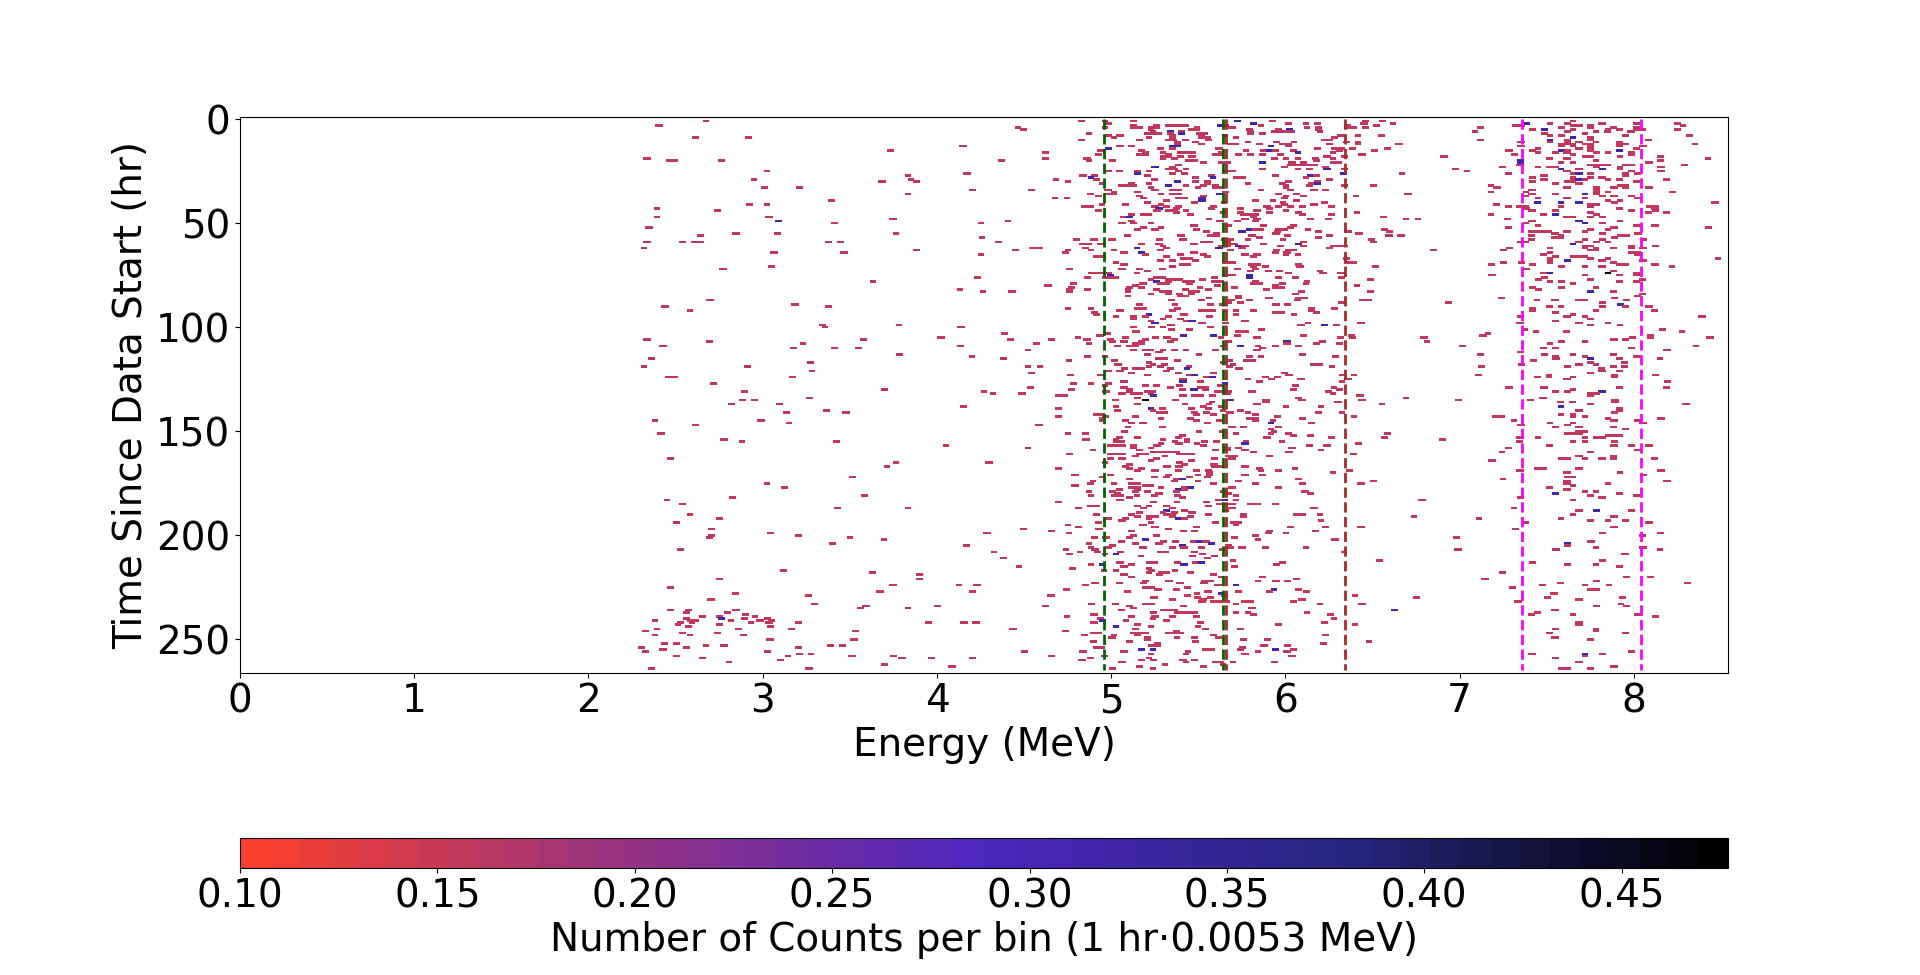 0
50
100
150
200
250
Time Since Data Start (hr)
0 1 2 3 4 5 6 7 8
Energy (MeV)
0.10 0.15 0.20 0.25 0.30 0.35 0.40 0.45
Number of Counts per bin (1 hr·0.0053 MeV)